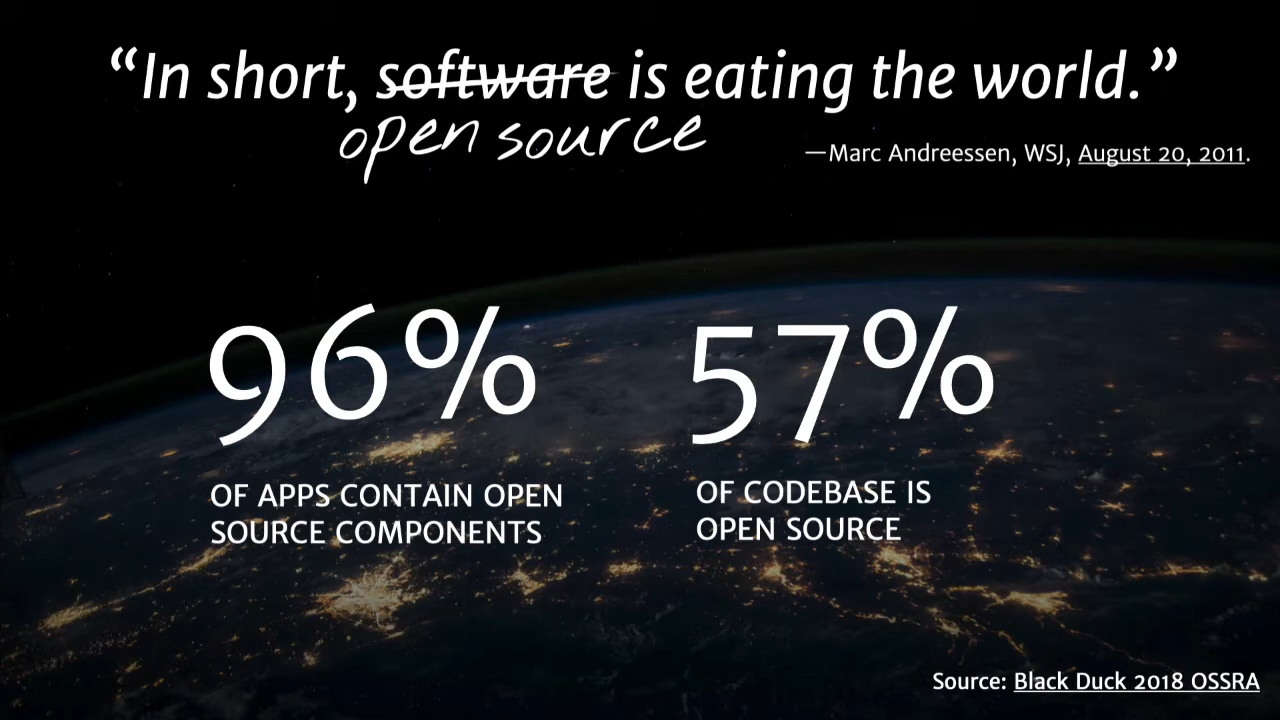 “In short, software is eating the world.”
open source
—Marc Andreessen, WSJ, August 20, 2011.
96%
OF APPS CONTAIN OPEN
SOURCE COMPONENTS
57%
OF CODEBASE IS
OPEN SOURCE
Source: Black Duck 2018 OSSRA